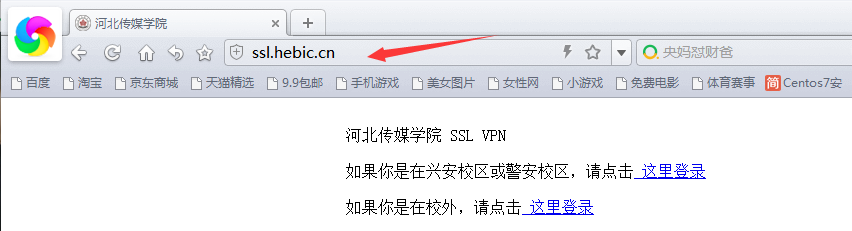 河北传媒学院
ssl.hebic.cn
央妈怼财爸
百度 淘宝 京东商城 天猫精选 9.9包邮 手机游戏 美女图片 女性网 小游戏 免费电影 体育赛事 简 Centos7安
河北传媒学院 SSL VPN
如果你是在兴安校区或警安校区，请点击 这里登录
如果你是在校外，请点击 这里登录